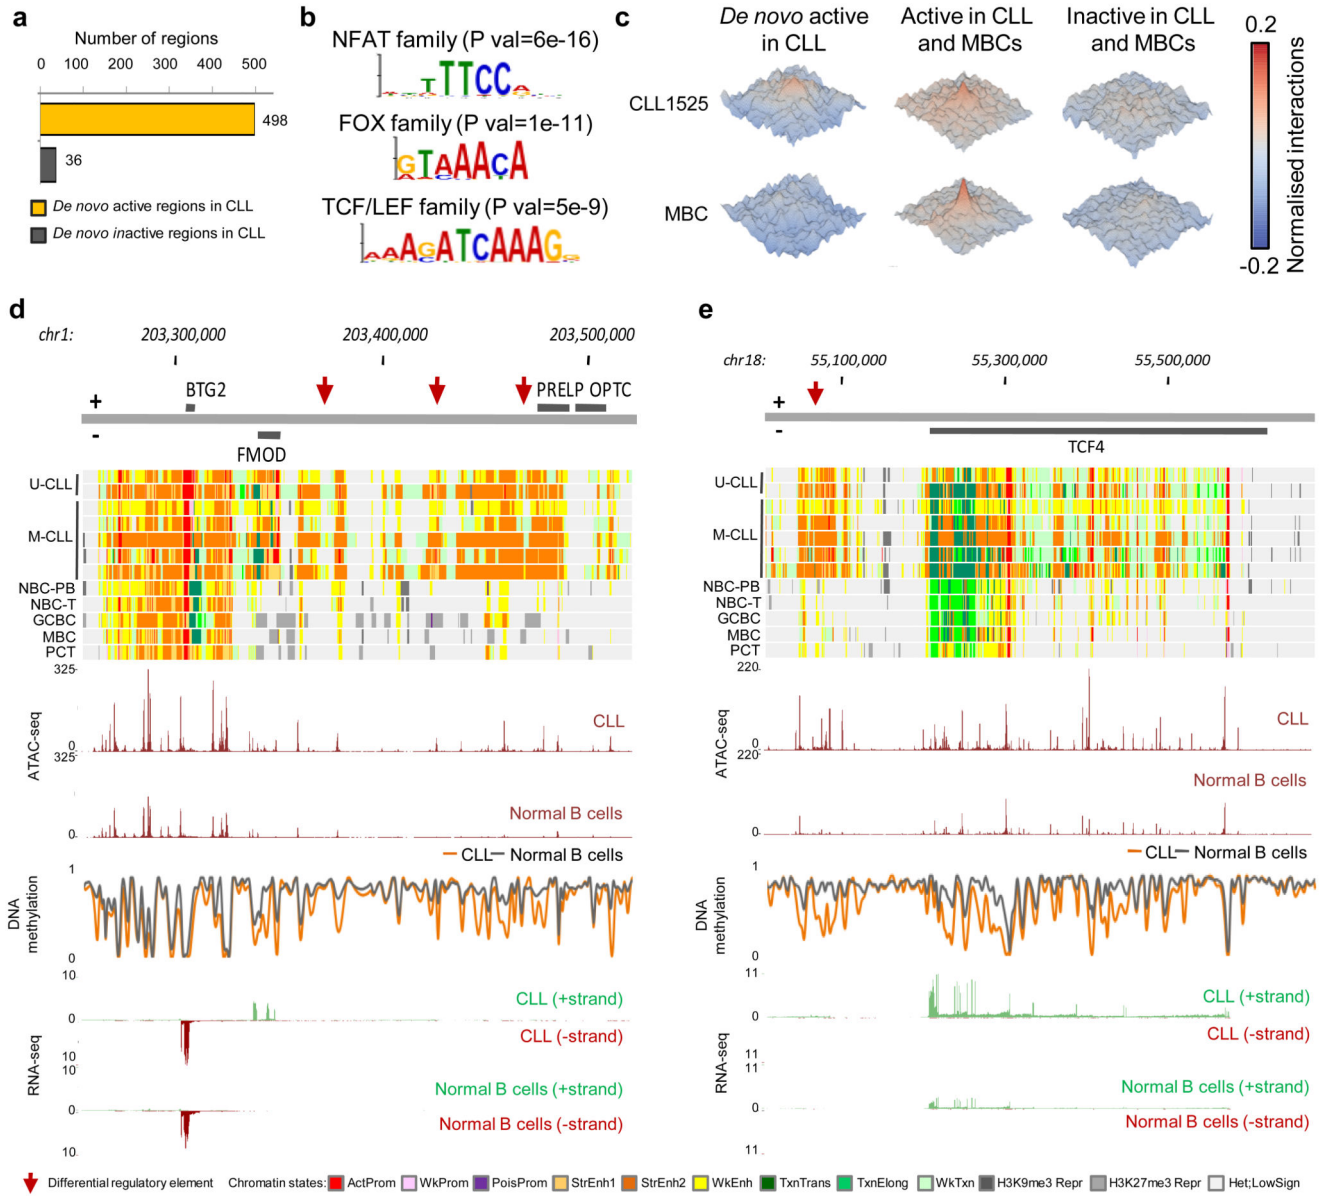 a
Number of regions
0 100 200 300 400 500
498
36
De novo active regions in CLL
De novo inactive regions in CLL
b
NFAT family (P val=6e-16)
TTTCCA
FOX family (P val=1e-11)
GTAAACA
TCF/LEF family (P val=5e-9)
AAAGATCAAAGG
c
De novo active in CLL
Active in CLL and MBCs
Inactive in CLL and MBCs
CLL1525
MBC
0.2
-0.2
Normalised interactions
d
chr1: 203,300,000 203,400,000 203,500,000
BTG2 PRELP OPTC
+
-
FMOD
U-CLL
M-CLL
NBC-PB
NBC-T
GCBC
MBC
PCT
325
0
325
0
ATAC-seq
CLL
Normal B cells
CLL Normal B cells
1
0
DNA methylation
10
0
10
10
0
10
RNA-seq
CLL (+strand)
CLL (-strand)
Normal B cells (+strand)
Normal B cells (-strand)
e
chr18: 55,100,000 55,300,000 55,500,000
+
-
TCF4
U-CLL
M-CLL
NBC-PB
NBC-T
GCBC
MBC
PCT
220
0
220
0
ATAC-seq
CLL
Normal B cells
CLL Normal B cells
1
0
DNA methylation
11
0
11
11
0
11
RNA-seq
CLL (+strand)
CLL (-strand)
Normal B cells (+strand)
Normal B cells (-strand)
Differential regulatory element Chromatin states: ActProm WkProm PoisProm StrEnh1 StrEnh2 WkEnh TxnTrans TxnElong WkTxn H3K9me3 Repr H3K27me3 Repr Het;LowSign